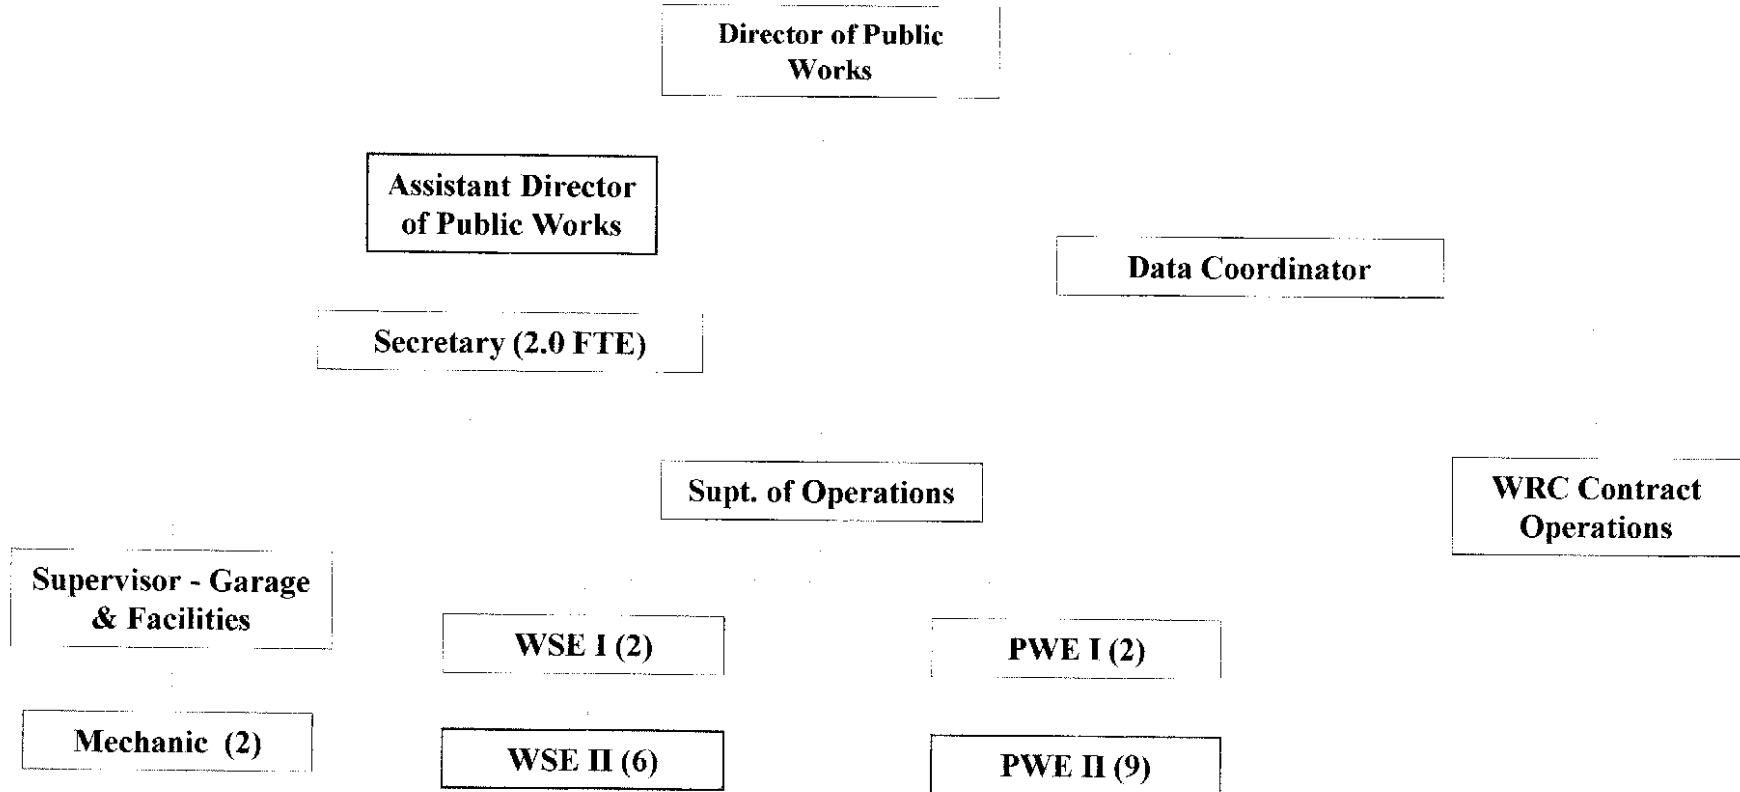 Director of Public
Works
Assistant Director
of Public Works
Data Coordinator
Secretary (2.0 FTE)
Supt. of Operations
WRC Contract
Operations
Supervisor - Garage
& Facilities
WSE I (2)
PWE I (2)
Mechanic (2)
WSE II (6)
PWE II (9)